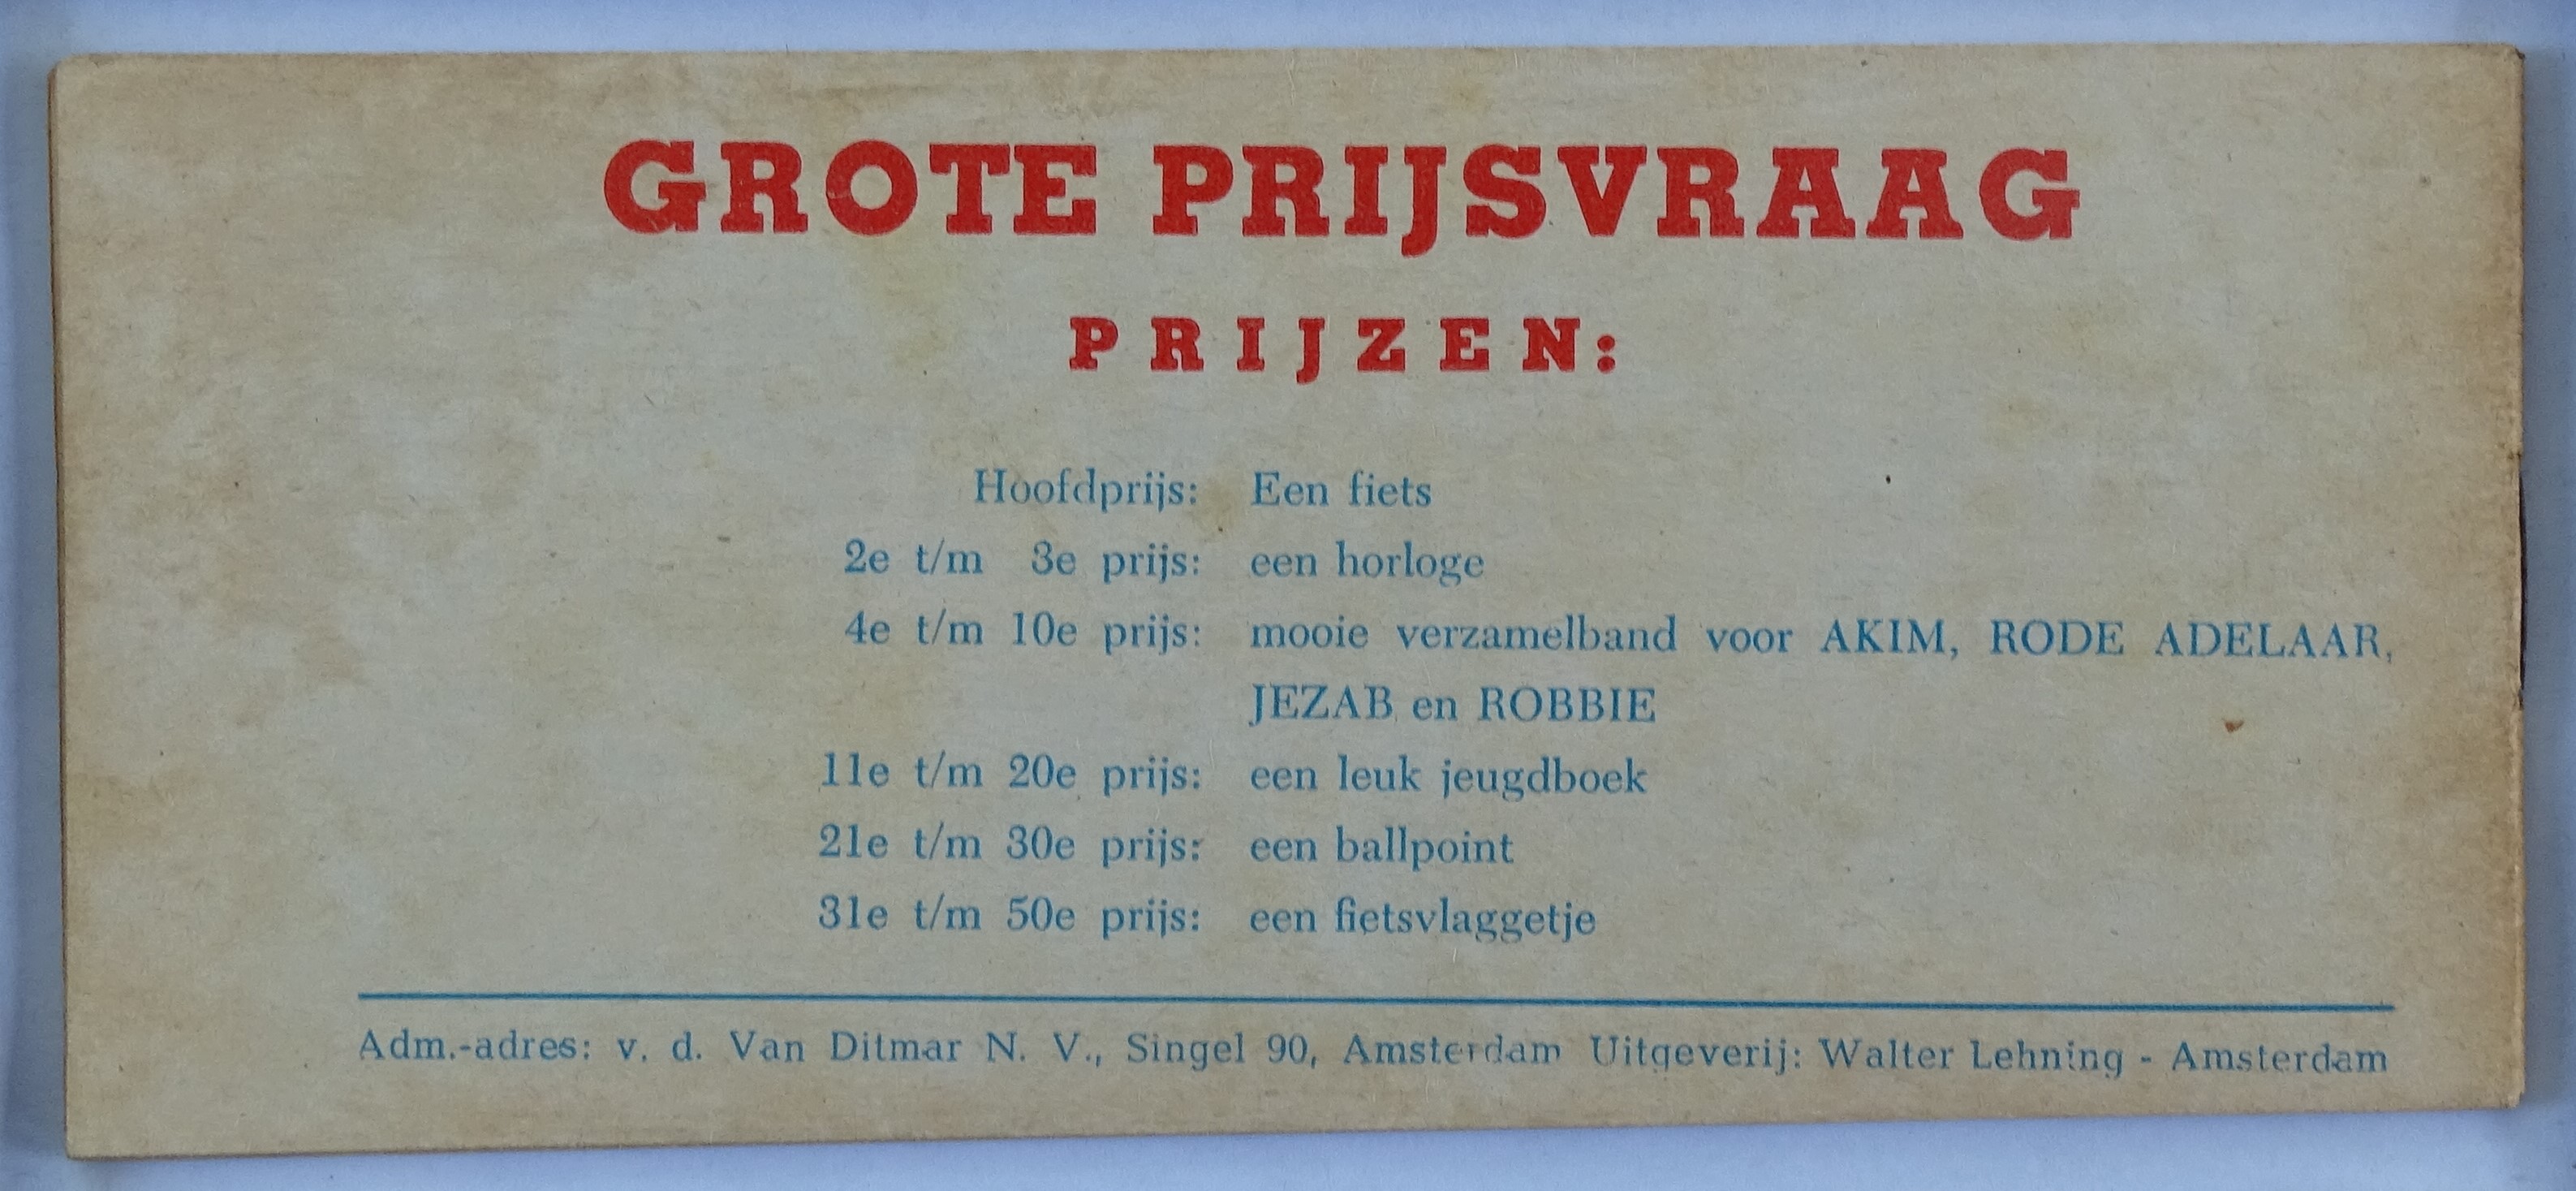 GROTE PRIJSVRAAG
PRIJZEN:
Hoofdprijs: Een fiets
2e t/m 3e prijs: een horloge
4e t/m 10e prijs: mooie verzamelband voor AKIM, RODE ADELAAR,
JEZAB en ROBBIE
11e t/m 20e prijs: een leuk jeugdboek
21e t/m 30e prijs: een ballpoint
31e t/m 50e prijs: een fietsvlaggetje
Adm.-adres: v. d. Van Ditmar N. V., Singel 90, Amsterdam Uitgeverij: Walter Lehning - Amsterdam